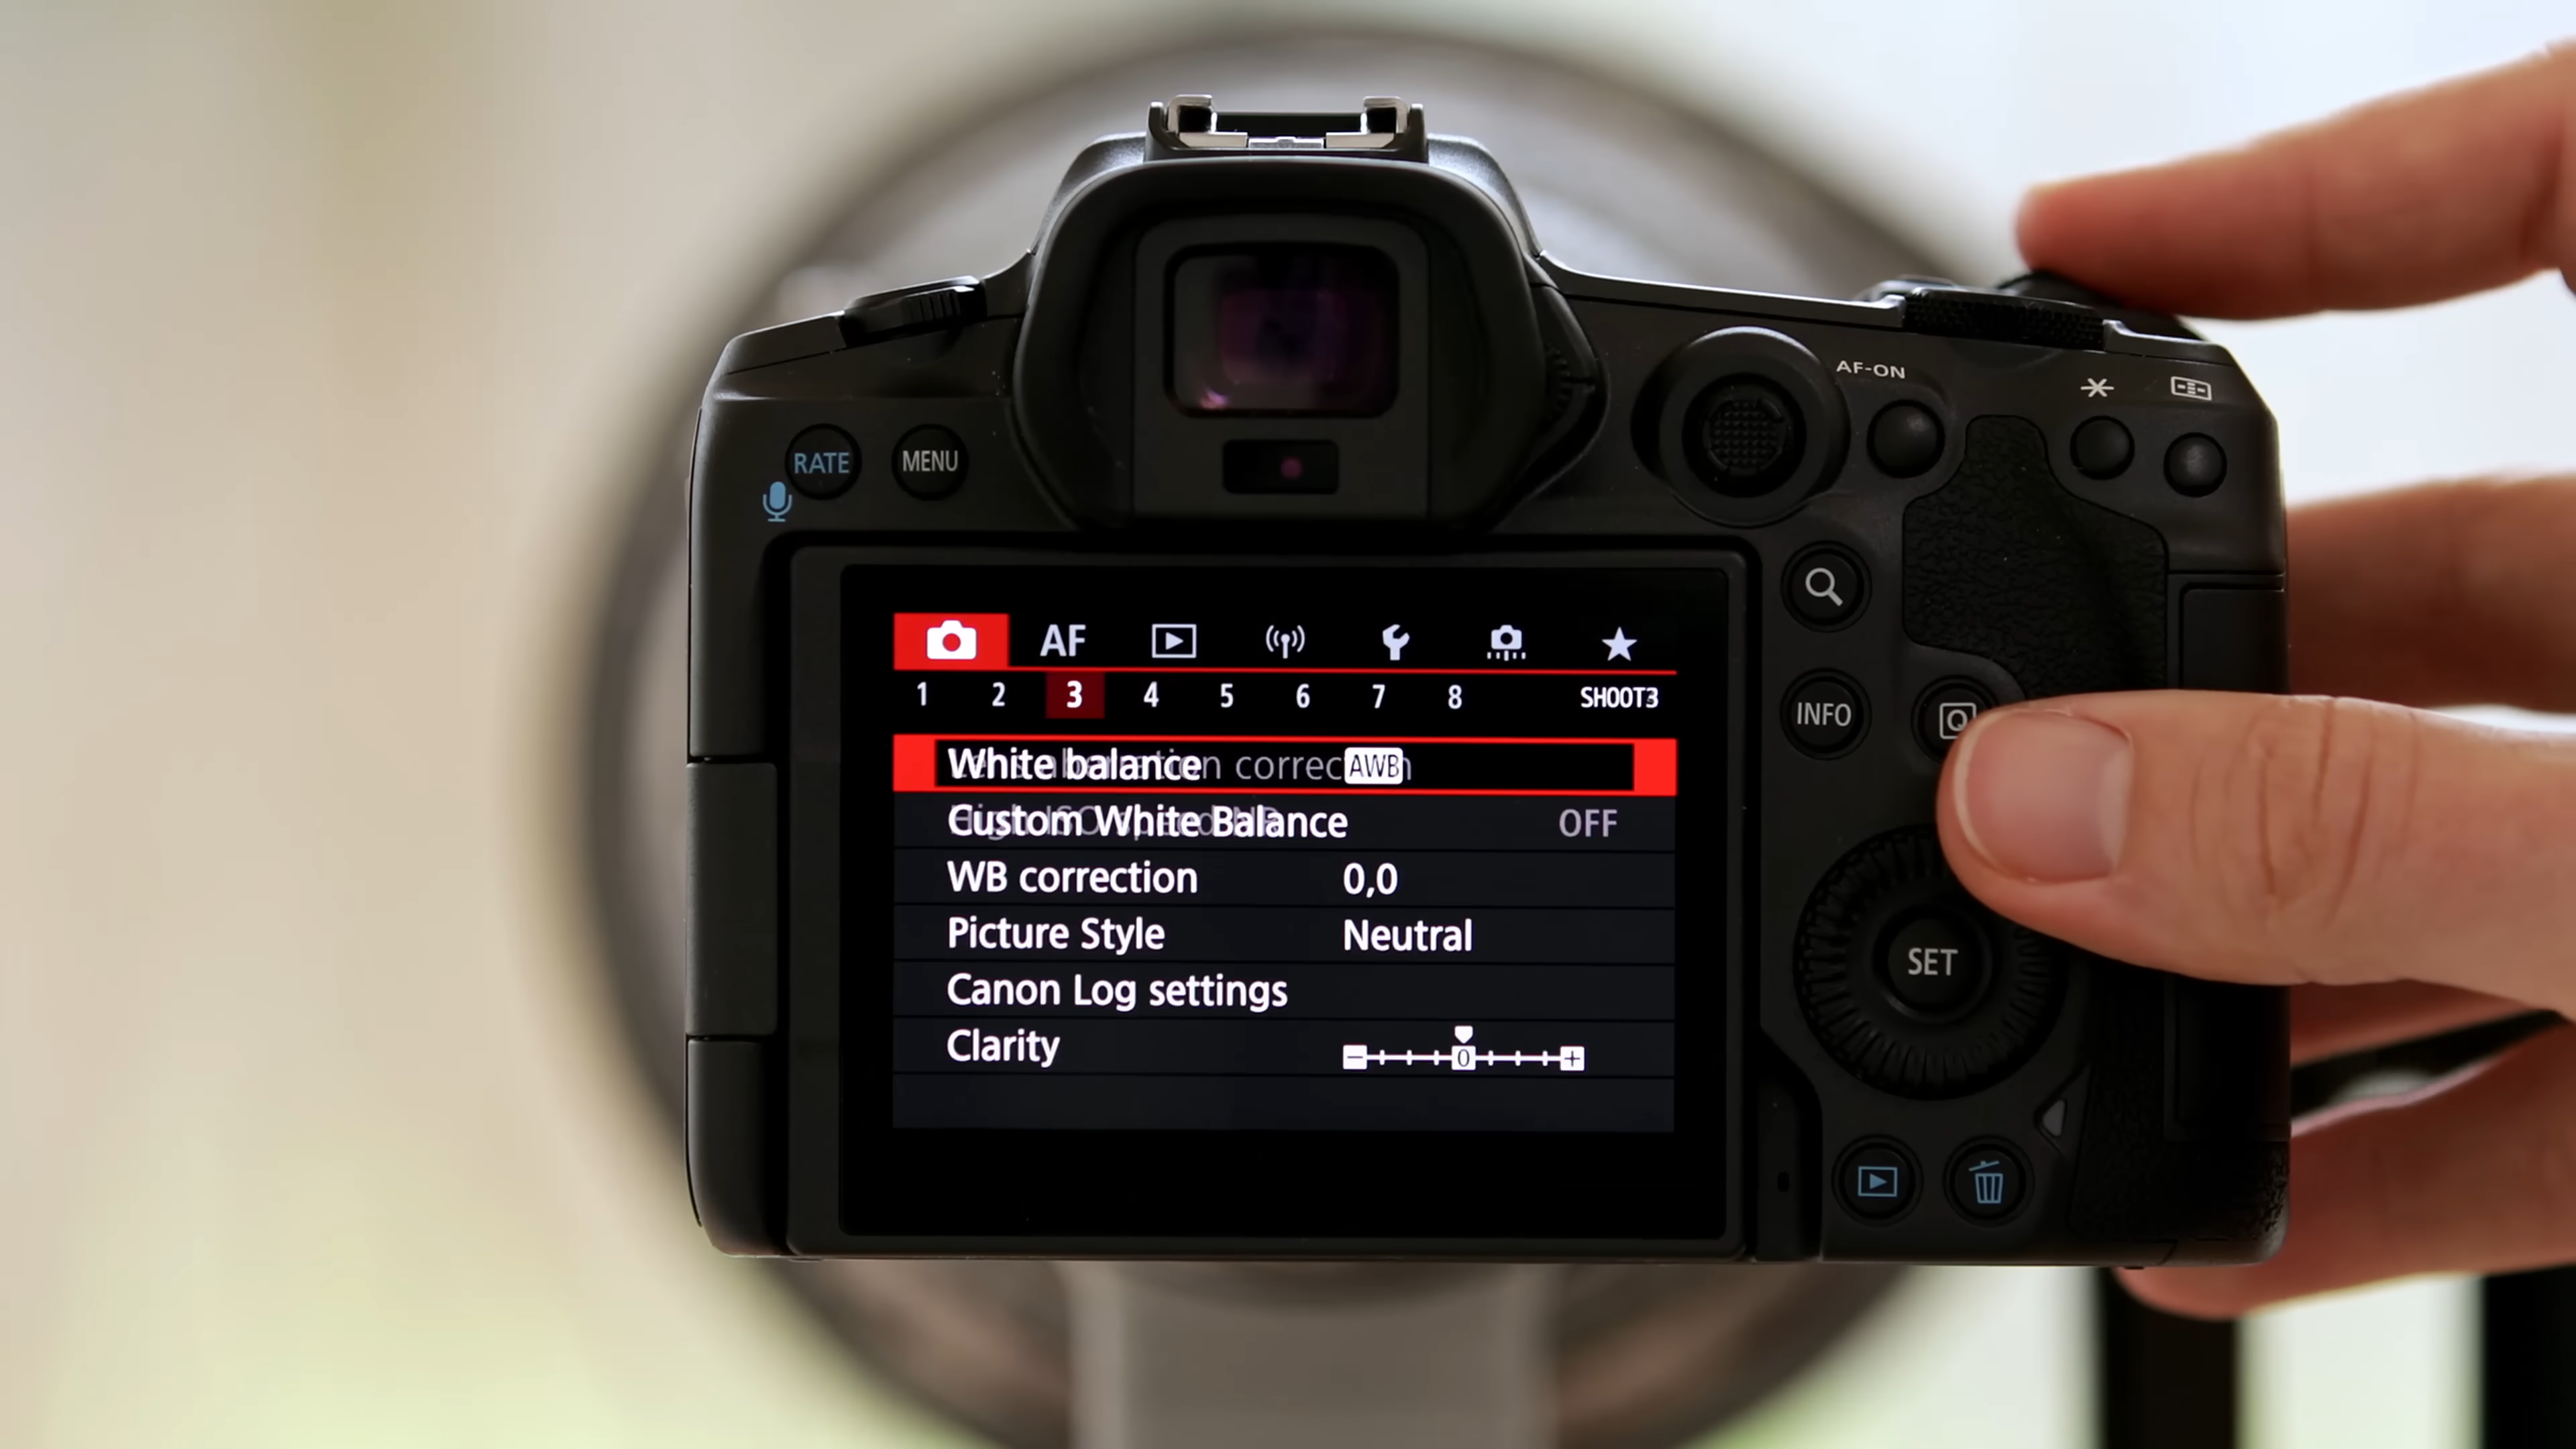 AF-ON
RATE
MENU
AF
1 2 3 4 5 6 7 8 SHOOT3
INFO
Q
White balance AWB
Custom White Balance OFF
WB correction 0,0
Picture Style Neutral
Canon Log settings
Clarity - 0 +
SET